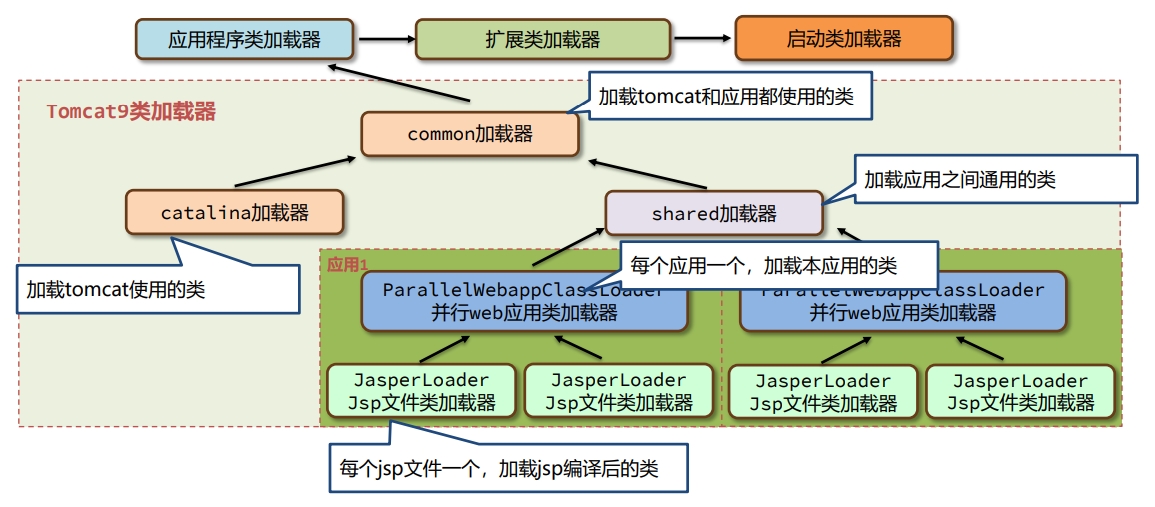 应用程序类加载器
扩展类加载器
启动类加载器
Tomcat9类加载器
加载tomcat和应用都使用的类
common加载器
加载应用之间通用的类
catalina加载器
shared加载器
加载tomcat使用的类
应用1
每个应用一个，加载本应用的类
ParallelWebappClassLoader
并行web应用类加载器
ParallelWebappClassLoader
并行web应用类加载器
JasperLoader
Jsp文件类加载器
JasperLoader
Jsp文件类加载器
JasperLoader
Jsp文件类加载器
JasperLoader
Jsp文件类加载器
每个jsp文件一个，加载jsp编译后的类